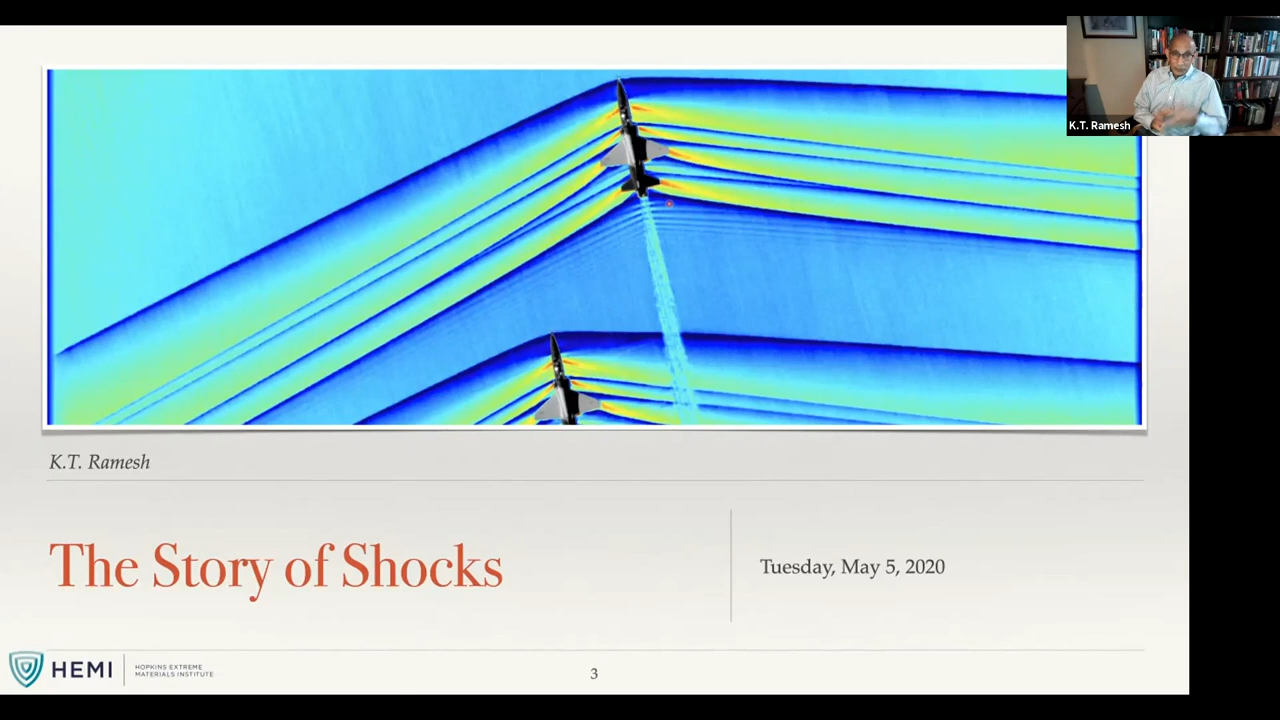 K.T. Ramesh
K.T. Ramesh
The Story of Shocks
Tuesday, May 5, 2020
HEMI
HOPKINS EXTREME
MATERIALS INSTITUTE
3